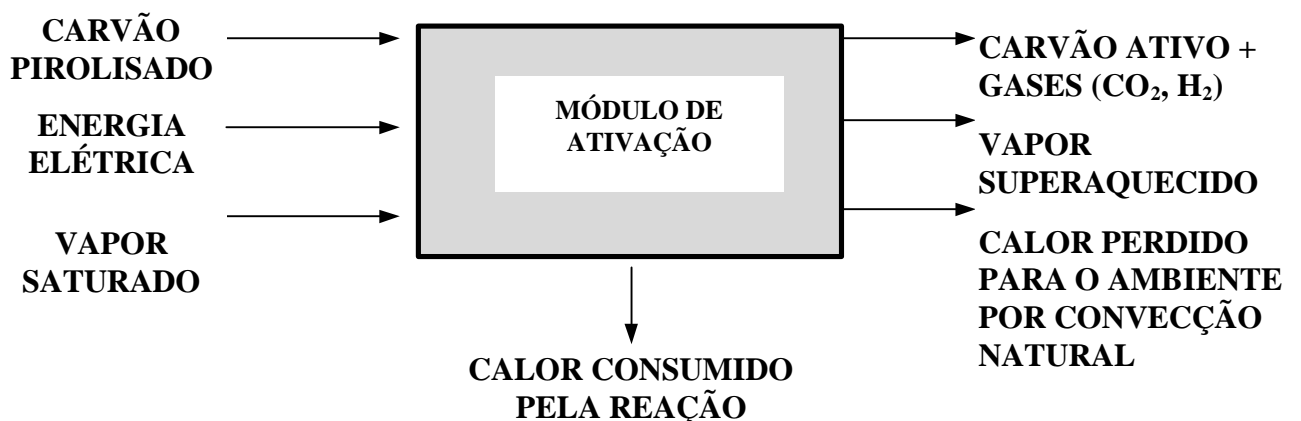 CARVÃO
PIROLISADO
ENERGIA
ELÉTRICA
VAPOR
SATURADO
MÓDULO DE
ATIVAÇÃO
CARVÃO ATIVO +
GASES (CO₂, H₂)
VAPOR
SUPERAQUECIDO
CALOR PERDIDO
PARA O AMBIENTE
POR CONVECÇÃO
NATURAL
CALOR CONSUMIDO
PELA REAÇÃO